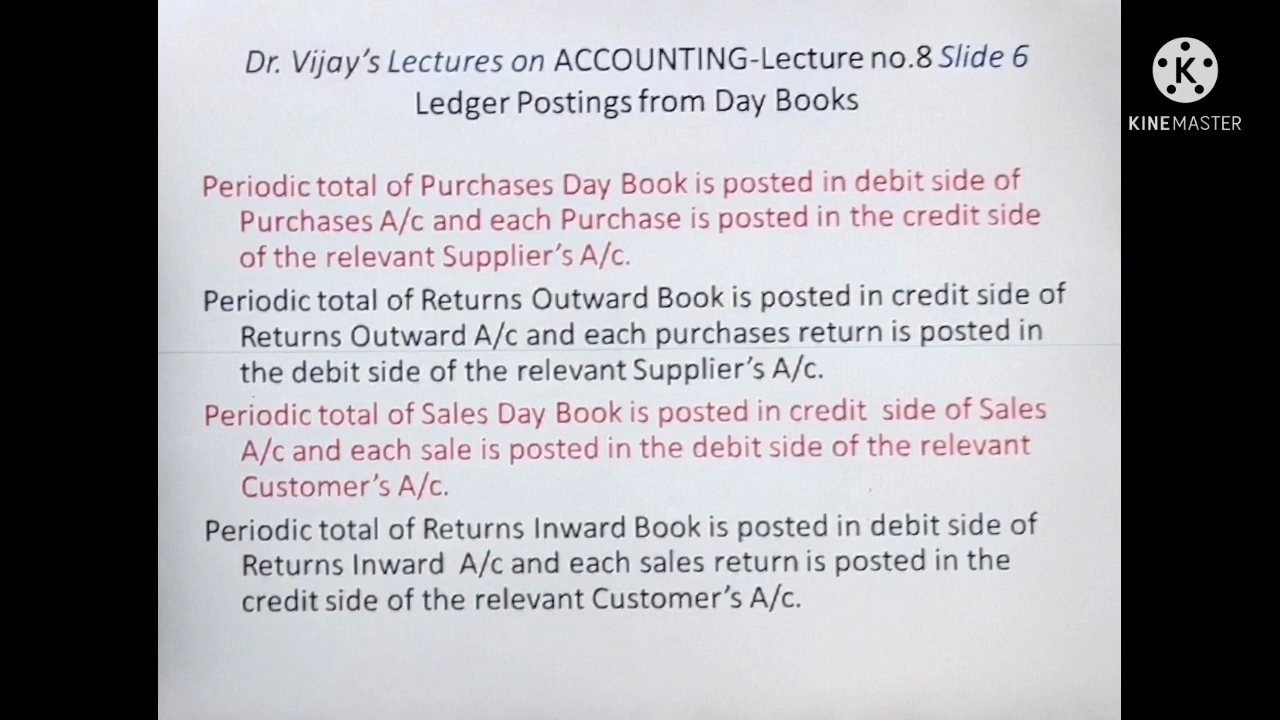 Dr. Vijay's Lectures on ACCOUNTING-Lecture no.8 Slide 6
Ledger Postings from Day Books
KINEMASTER
Periodic total of Purchases Day Book is posted in debit side of
Purchases A/c and each Purchase is posted in the credit side
of the relevant Supplier's A/c.
Periodic total of Returns Outward Book is posted in credit side of
Returns Outward A/c and each purchases return is posted in
the debit side of the relevant Supplier's A/c.
Periodic total of Sales Day Book is posted in credit  side of Sales
A/c and each sale is posted in the debit side of the relevant
Customer's A/c.
Periodic total of Returns Inward Book is posted in debit side of
Returns Inward  A/c and each sales return is posted in the
credit side of the relevant Customer's A/c.